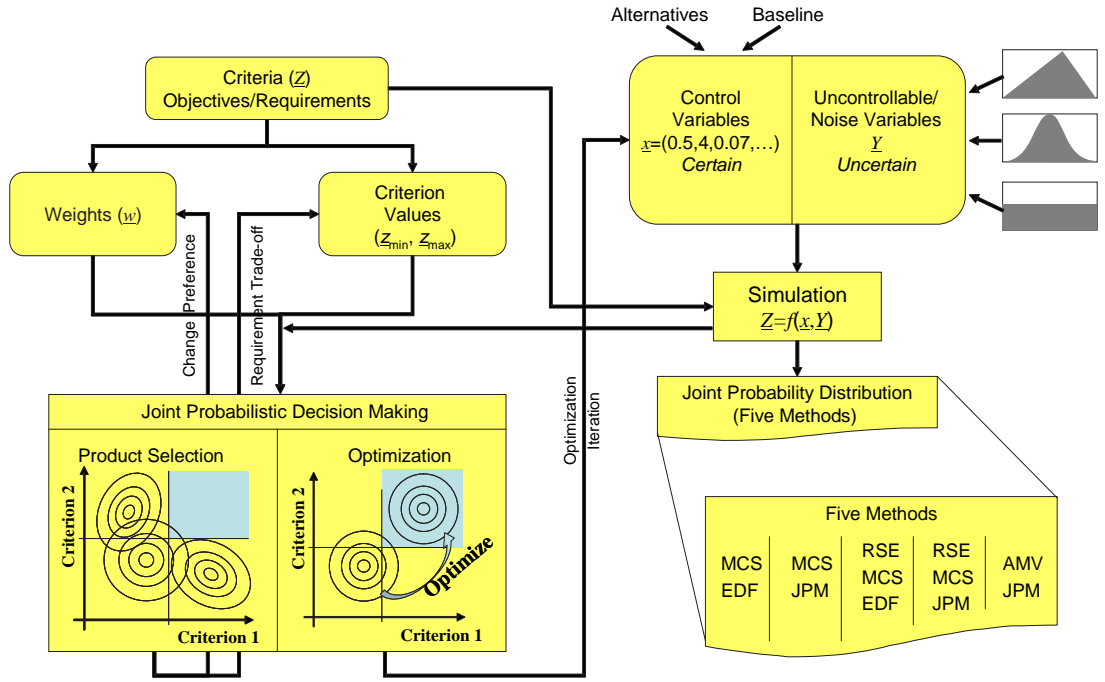 Alternatives
Baseline
Criteria (Z)
Objectives/Requirements
Control
Variables
x=(0.5,4,0.07,…)
Certain
Uncontrollable/
Noise Variables
Y
Uncertain
Weights (w)
Criterion
Values
(zmin, zmax)
Change Preference
Requirement Trade-off
Simulation
Z=f(x,Y)
Optimization
Iteration
Joint Probability Distribution
(Five Methods)
Joint Probabilistic Decision Making
Product Selection
Criterion 2
Criterion 1
Optimization
Criterion 2
Optimize
Criterion 1
Five Methods
MCS
EDF
MCS
JPM
RSE
MCS
EDF
RSE
MCS
JPM
AMV
JPM